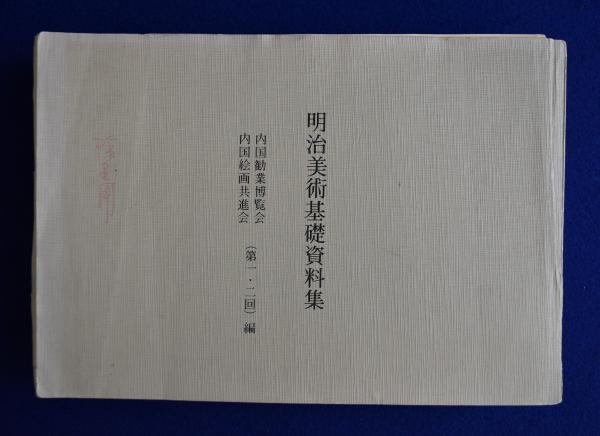 明治美術基礎資料集
内国勧業博覧会
内国絵画共進会
（第一・二回）編